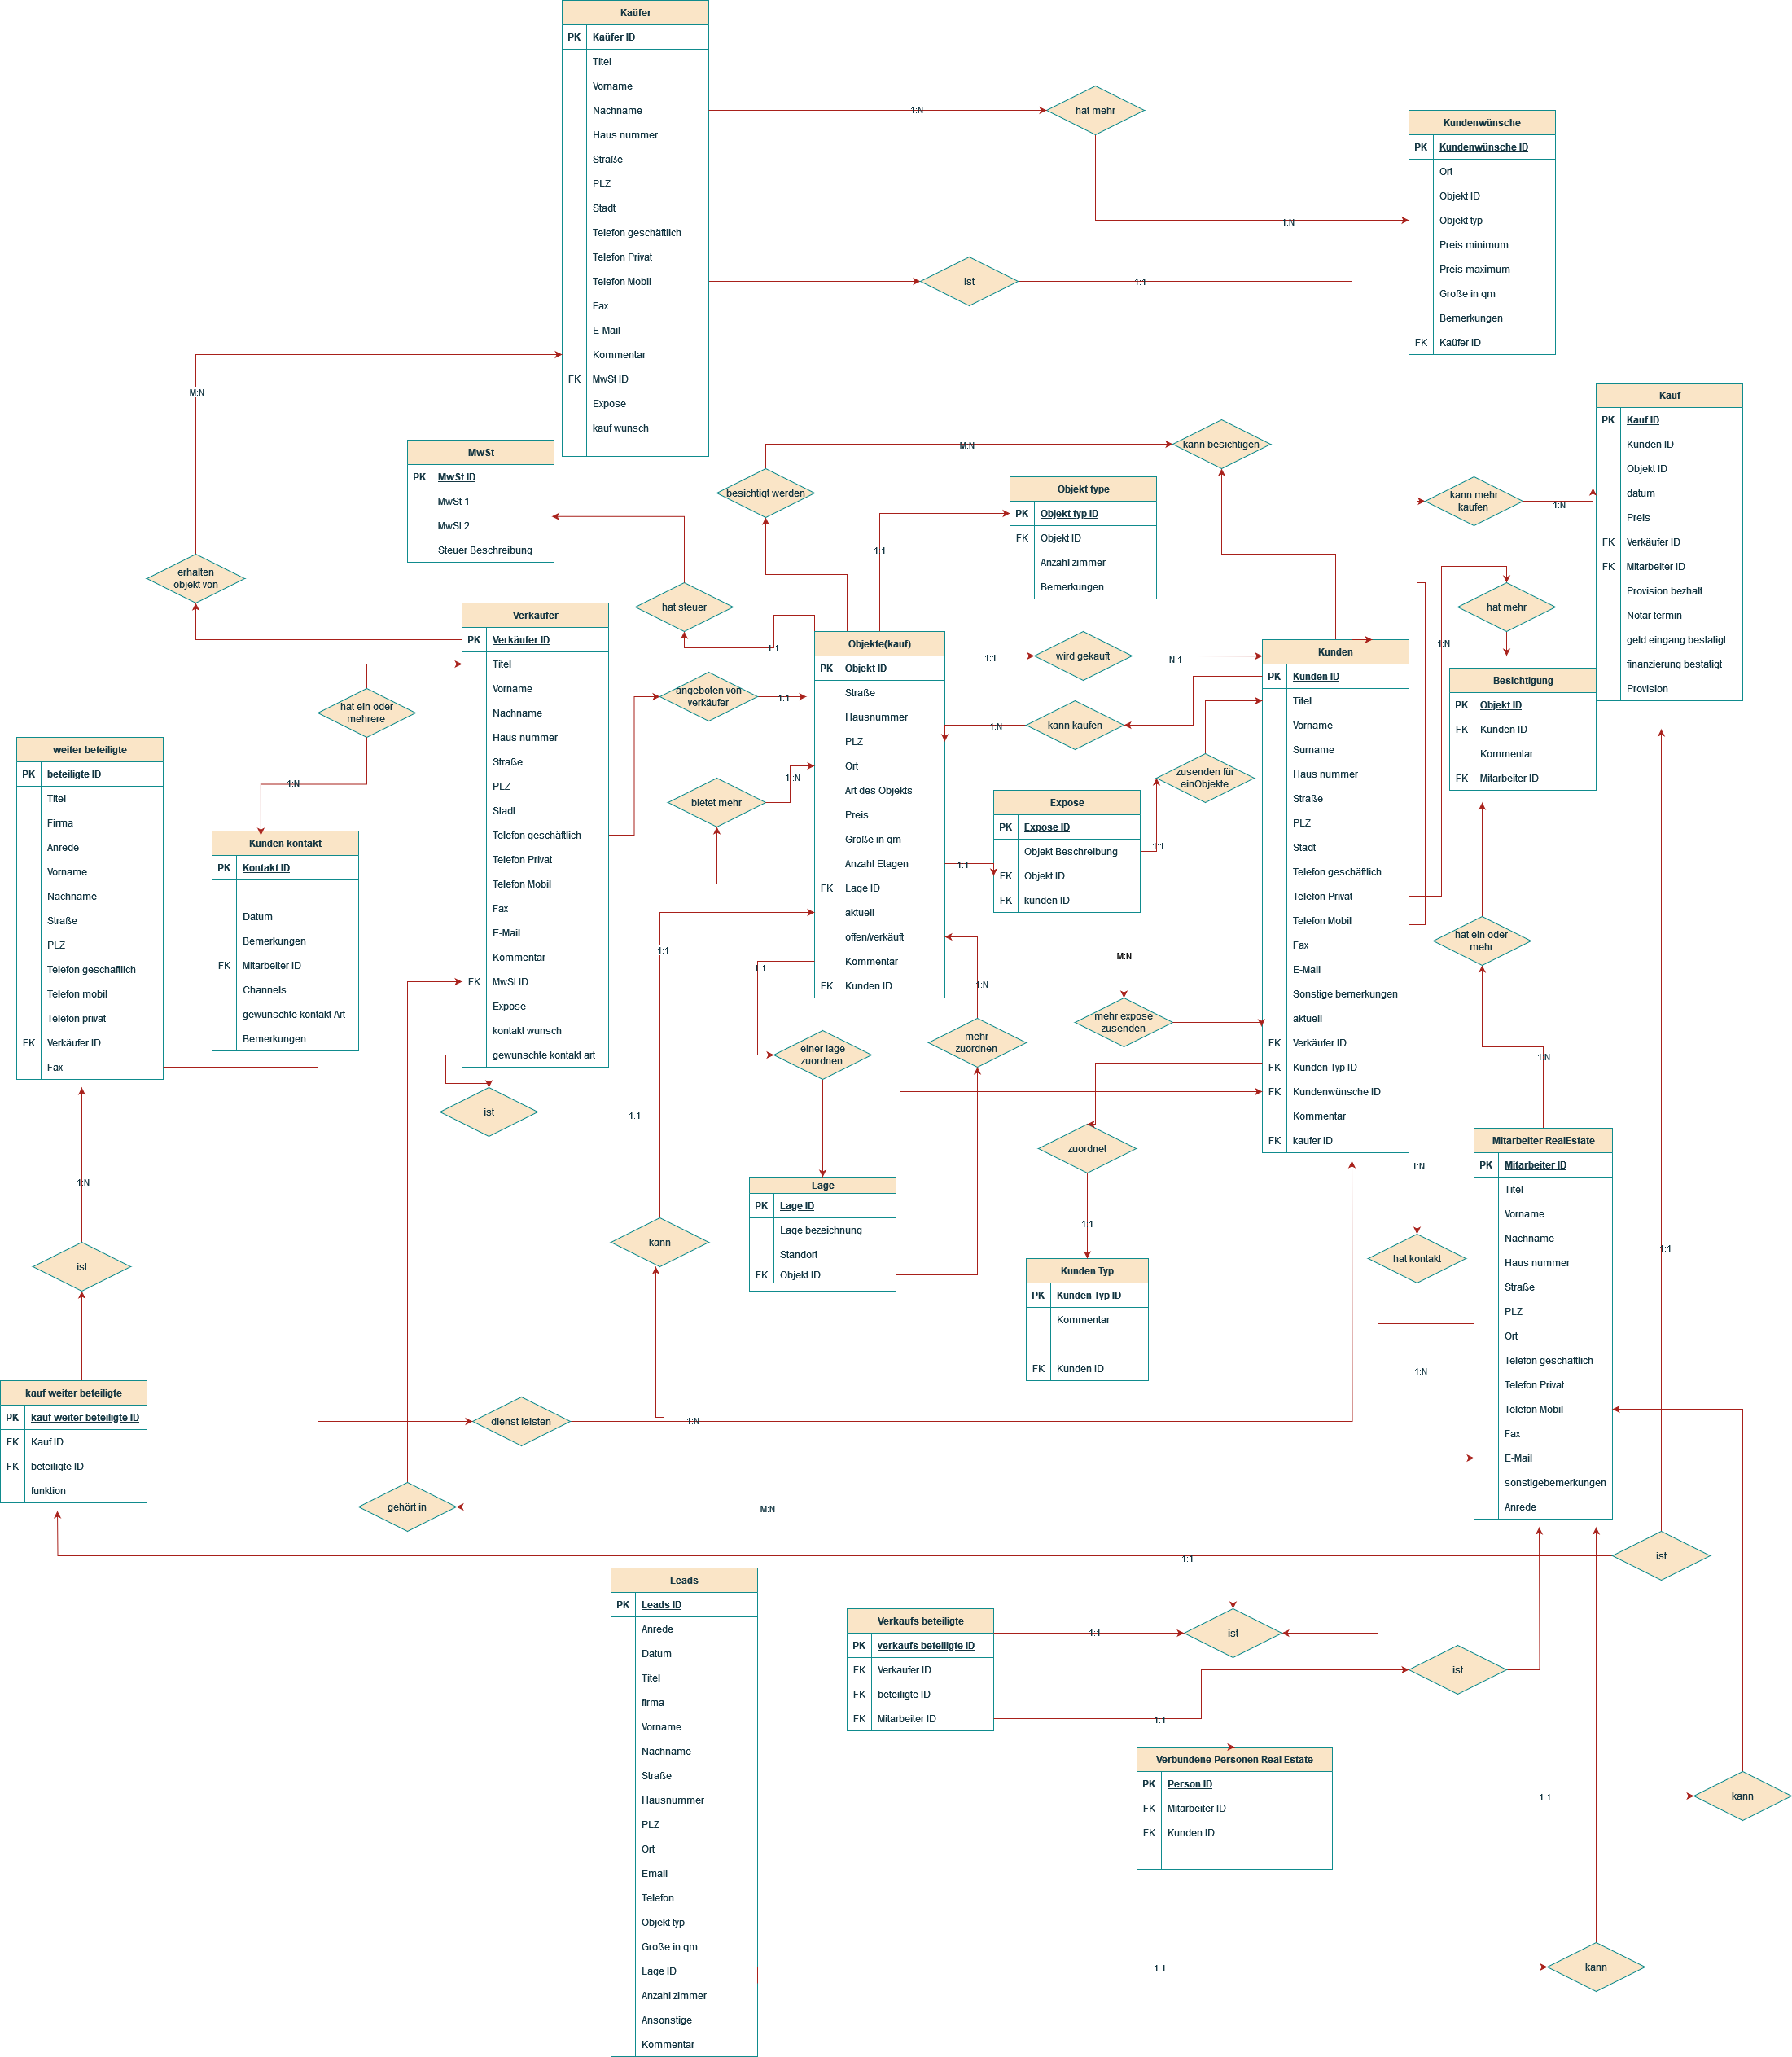 Kaüfer
PK Kaüfer ID
Titel
Vorname
Nachname
Haus nummer
Straße
PLZ
Stadt
Telefon geschäftlich
Telefon Privat
Telefon Mobil
Fax
E-Mail
Kommentar
FK MwSt ID
Expose
kauf wunsch
1:N
hat mehr
1:N
Kundenwünsche
PK Kundenwünsche ID
Ort
Objekt ID
Objekt typ
Preis minimum
Preis maximum
Große in qm
Bemerkungen
FK Kaüfer ID
ist
1:1
M:N
erhalten
objekt von
MwSt
PK MwSt ID
MwSt 1
MwSt 2
Steuer Beschreibung
hat steuer
1:1
besichtigt werden
M:N
kann besichtigen
Objekt type
PK Objekt typ ID
FK Objekt ID
Anzahl zimmer
Bemerkungen
1:1
Kauf
PK Kauf ID
Kunden ID
Objekt ID
datum
Preis
FK Verkäufer ID
FK Mitarbeiter ID
Provision bezhalt
Notar termin
geld eingang bestatigt
finanzierung bestatigt
Provision
kann mehr
kaufen
1:N
hat mehr
1:N
Besichtigung
PK Objekt ID
FK Kunden ID
Kommentar
FK Mitarbeiter ID
Verkäufer
PK Verkäufer ID
Titel
Vorname
Nachname
Haus nummer
Straße
PLZ
Stadt
Telefon geschäftlich
Telefon Privat
Telefon Mobil
Fax
E-Mail
Kommentar
FK MwSt ID
Expose
kontakt wunsch
gewunschte kontakt art
hat ein oder
mehrere
1:N
angeboten von
verkäufer
1:1
bietet mehr
1:N
Objekte(kauf)
PK Objekt ID
Straße
Hausnummer
PLZ
Ort
Art des Objekts
Preis
Große in qm
Anzahl Etagen
FK Lage ID
aktuell
offen/verkäuft
Kommentar
FK Kunden ID
1:1
wird gekauft
N:1
1:N
kann kaufen
zusenden für
einObjekte
1:1
Expose
PK Expose ID
Objekt Beschreibung
FK Objekt ID
FK kunden ID
1:1
M:N
mehr expose
zusenden
Kunden
PK Kunden ID
Titel
Vorname
Surname
Haus nummer
Straße
PLZ
Stadt
Telefon geschäftlich
Telefon Privat
Telefon Mobil
Fax
E-Mail
Sonstige bemerkungen
aktuell
FK Verkäufer ID
FK Kunden Typ ID
FK Kundenwünsche ID
Kommentar
FK kaufer ID
weiter beteiligte
PK beteiligte ID
Titel
Firma
Anrede
Vorname
Nachname
Straße
PLZ
Telefon geschaftlich
Telefon mobil
Telefon privat
FK Verkäufer ID
Fax
Kunden kontakt
PK Kontakt ID
Datum
Bemerkungen
FK Mitarbeiter ID
Channels
gewünschte kontakt Art
Bemerkungen
hat ein oder
mehr
1:N
1:1
1:1
einer lage
zuordnen
mehr
zuordnen
1:N
ist
1:1
zuordnet
1:1
Lage
PK Lage ID
Lage bezeichnung
Standort
FK Objekt ID
kann
Kunden Typ
PK Kunden Typ ID
Kommentar
FK Kunden ID
1:N
hat kontakt
1:N
Mitarbeiter RealEstate
PK Mitarbeiter ID
Titel
Vorname
Nachname
Haus nummer
Straße
PLZ
Ort
Telefon geschäftlich
Telefon Privat
Telefon Mobil
Fax
E-Mail
sonstigebemerkungen
Anrede
1:1
1:N
ist
kauf weiter beteiligte
PK kauf weiter beteiligte ID
FK Kauf ID
FK beteiligte ID
funktion
dienst leisten
1:N
gehört in
M:N
1:1
ist
Leads
PK Leads ID
Anrede
Datum
Titel
firma
Vorname
Nachname
Straße
Hausnummer
PLZ
Ort
Email
Telefon
Objekt typ
Große in qm
Lage ID
Anzahl zimmer
Ansonstige
Kommentar
Verkaufs beteiligte
PK verkaufs beteiligte ID
FK Verkaufer ID
FK beteiligte ID
FK Mitarbeiter ID
1:1
ist
1:1
ist
Verbundene Personen Real Estate
PK Person ID
FK Mitarbeiter ID
FK Kunden ID
1:1
kann
1:1
kann